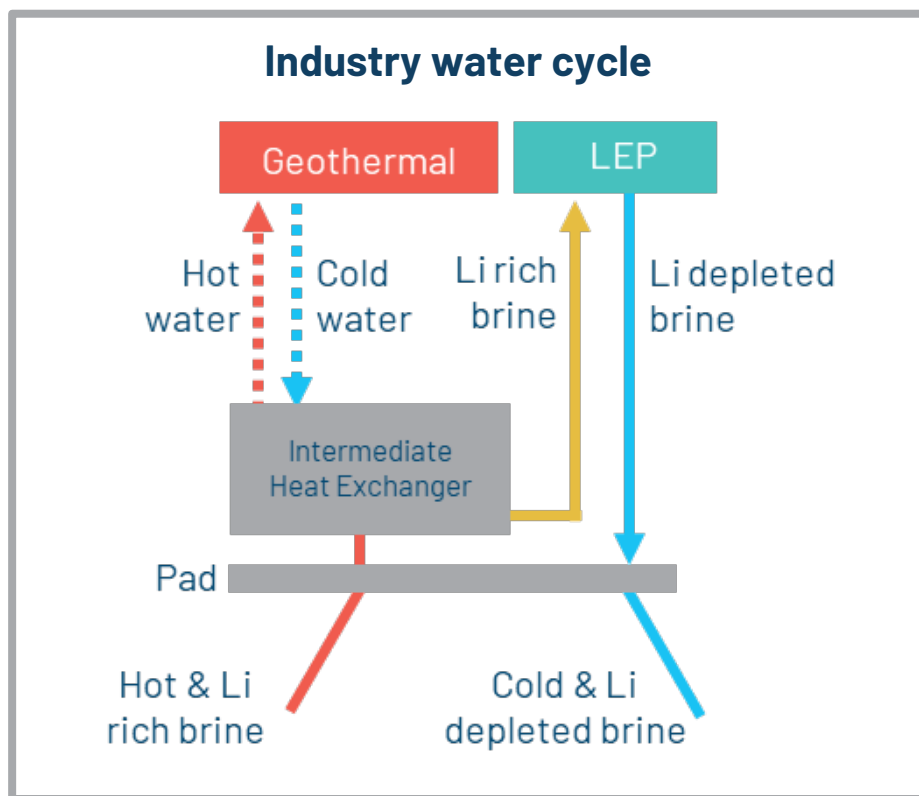 Industry water cycle
Geothermal
LEP
Hot
water
Cold
water
Li rich
brine
Li depleted
brine
Intermediate
Heat Exchanger
Pad
Hot & Li
rich brine
Cold & Li
depleted brine